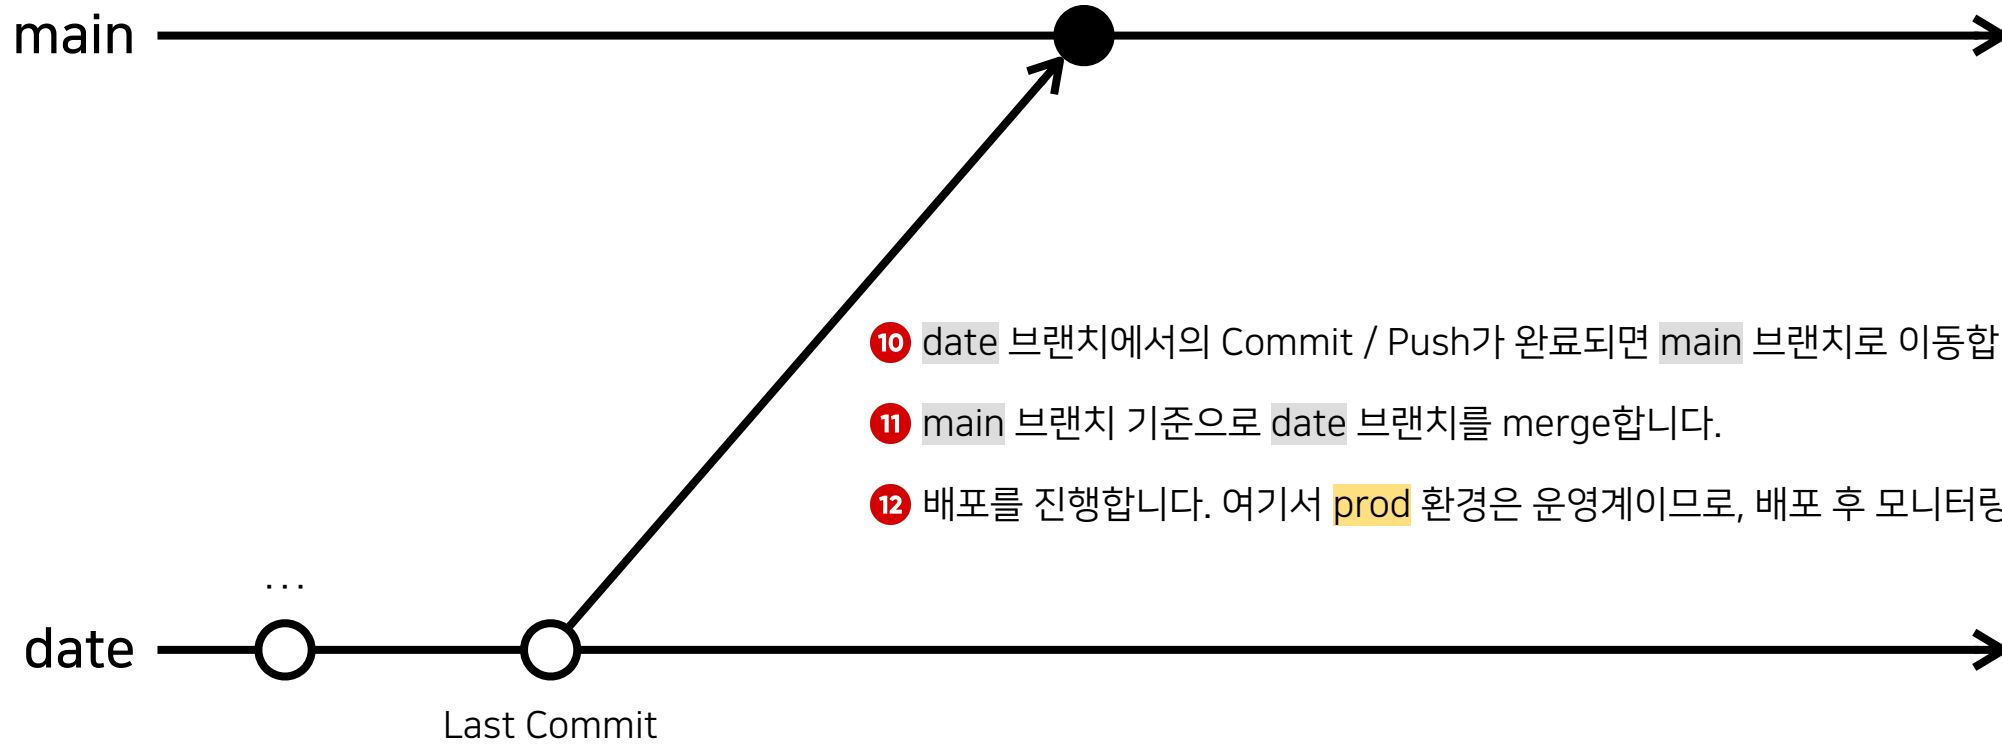 main
10 date 브랜치에서의 Commit / Push가 완료되면 main 브랜치로 이동합
11 main 브랜치 기준으로 date 브랜치를 merge합니다.
12 배포를 진행합니다. 여기서 prod 환경은 운영계이므로, 배포 후 모니터링
...
date
Last Commit